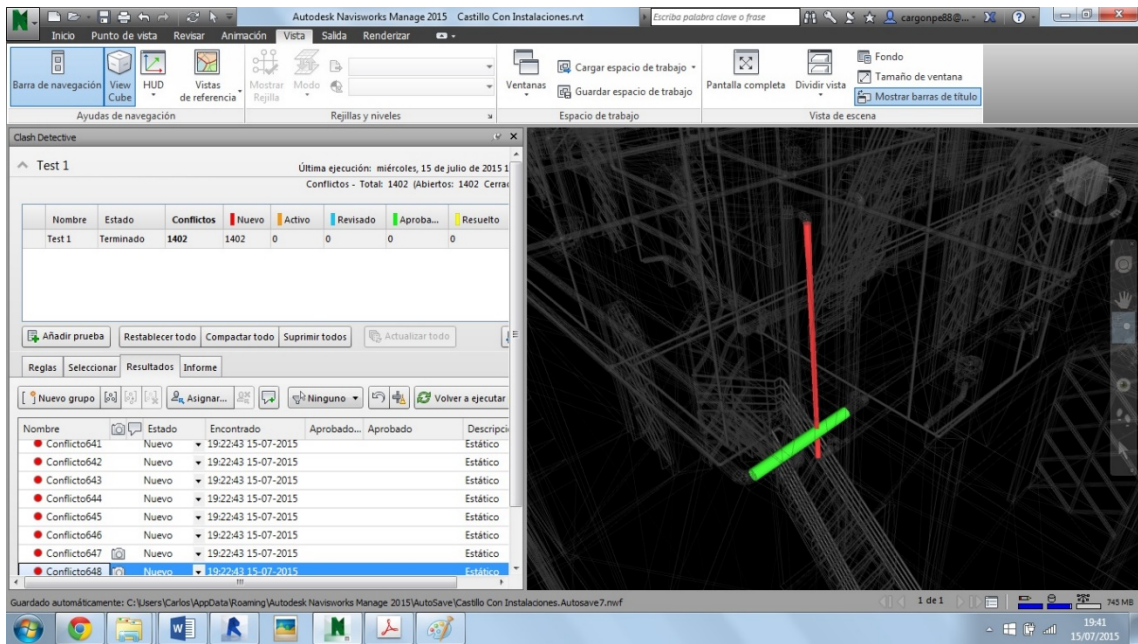 Autodesk Navisworks Manage 2015 Castillo Con Instalaciones.rvt
Escriba palabra clave o frase
cargonpe88@...
Inicio Punto de vista Revisar Animación Vista Salida Renderizar
Barra de navegación
View Cube
HUD
Vistas de referencia
Mostrar Rejilla
Modo
Ventanas
Cargar espacio de trabajo
Guardar espacio de trabajo
Pantalla completa
Dividir vista
Fondo
Tamaño de ventana
Mostrar barras de título
Ayudas de navegación Rejillas y niveles Espacio de trabajo Vista de escena
Clash Detective
Test 1
Última ejecución: miércoles, 15 de julio de 2015 1
Conflictos - Total: 1402 (Abiertos: 1402 Cerra
Nombre Estado Conflictos Nuevo Activo Revisado Aproba... Resuelto
Test 1 Terminado 1402 1402 0 0 0 0
Añadir prueba Restablecer todo Compactar todo Suprimir todos Actualizar todo
Reglas Seleccionar Resultados Informe
Nuevo grupo Asignar... Ninguno Volver a ejecutar
Nombre Estado Encontrado Aprobado... Aprobado Descripci
Conflicto641 Nuevo 19:22:43 15-07-2015 Estático
Conflicto642 Nuevo 19:22:43 15-07-2015 Estático
Conflicto643 Nuevo 19:22:43 15-07-2015 Estático
Conflicto644 Nuevo 19:22:43 15-07-2015 Estático
Conflicto645 Nuevo 19:22:43 15-07-2015 Estático
Conflicto646 Nuevo 19:22:43 15-07-2015 Estático
Conflicto647 Nuevo 19:22:43 15-07-2015 Estático
Conflicto648 Nuevo 19:22:43 15-07-2015 Estático
Guardado automáticamente: C:\Users\Carlos\AppData\Roaming\Autodesk Navisworks Manage 2015\AutoSave\Castillo Con Instalaciones.Autosave7.nwf
1 de 1
745 MB
19:41
15/07/2015